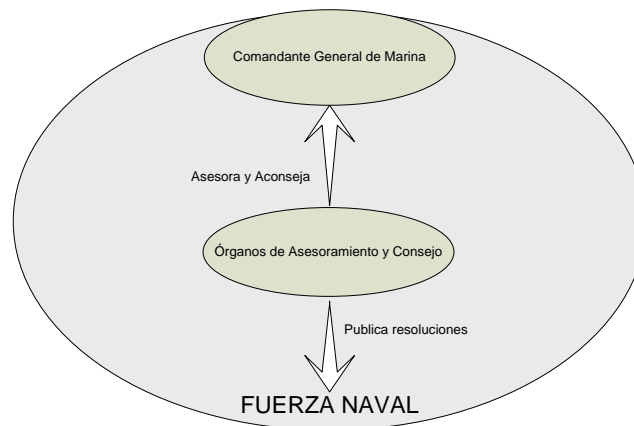 Comandante General de Marina
Asesora y Aconseja
Órganos de Asesoramiento y Consejo
Publica resoluciones
FUERZA NAVAL